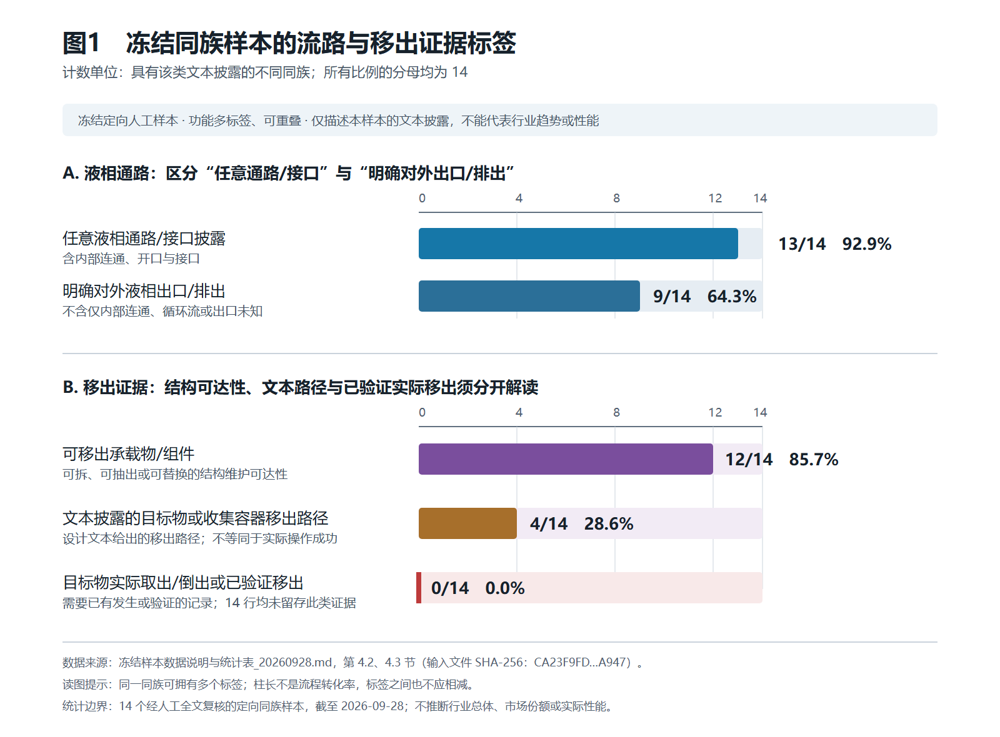 图1 冻结同族样本的流路与移出证据标签
计数单位：具有该类文本披露的不同同族；所有比例的分母均为 14
冻结定向人工样本 · 功能多标签、可重叠 · 仅描述本样本的文本披露，不能代表行业趋势或性能
A. 液相通路：区分“任意通路/接口”与“明确对外出口/排出”
0 4 8 12 14
任意液相通路/接口披露
13/14 92.9%
含内部连通、开口与接口
明确对外液相出口/排出
9/14 64.3%
不含仅内部连通、循环流或出口未知
B. 移出证据：结构可达性、文本路径与已验证实际移出须分开解读
0 4 8 12 14
可移出承载物/组件
12/14 85.7%
可拆、可抽出或可替换的结构维护可达性
文本披露的目标物或收集容器移出路径
4/14 28.6%
设计文本给出的移出路径；不等同于实际操作成功
目标物实际取出/倒出或已验证移出
0/14 0.0%
需要已有发生或验证的记录；14 行均未留存此类证据
数据来源：冻结样本数据说明与统计表_20260928.md，第 4.2、4.3 节（输入文件 SHA-256：CA23F9FD…A947）。
读图提示：同一同族可拥有多个标签；柱长不是流程转化率，标签之间也不应相减。
统计边界：14 个经人工全文复核的定向同族样本，截至 2026-09-28；不推断行业总体、市场份额或实际性能。